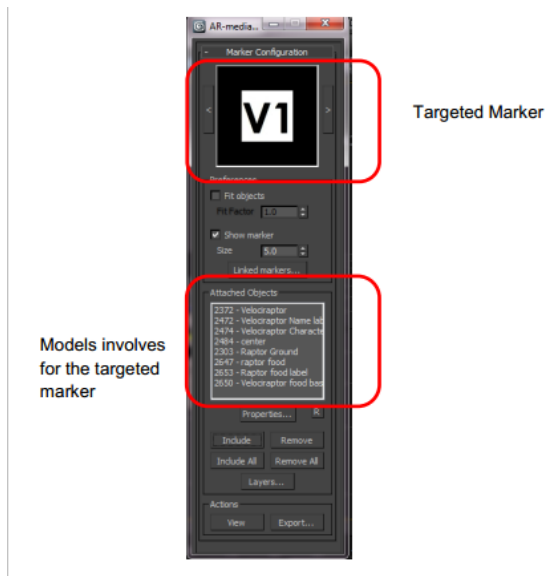 AR-media..
- Marker Configuration
<
V1
>
Targeted Marker
Preferences
Fit objects
Fit Factor 1.0
Show marker
Size 5.0
Linked markers...
Attached Objects
2372 - Velociraptor
2472 - Velociraptor Name lab
2474 - Velociraptor Characte
2484 - center
2303 - Raptor Ground
2647 - raptor food
2653 - Raptor food label
2650 - Velociraptor food bas
Models involves
for the targeted
marker
Properties... R
Include Remove
Include All Remove All
Layers...
Actions
View Export...